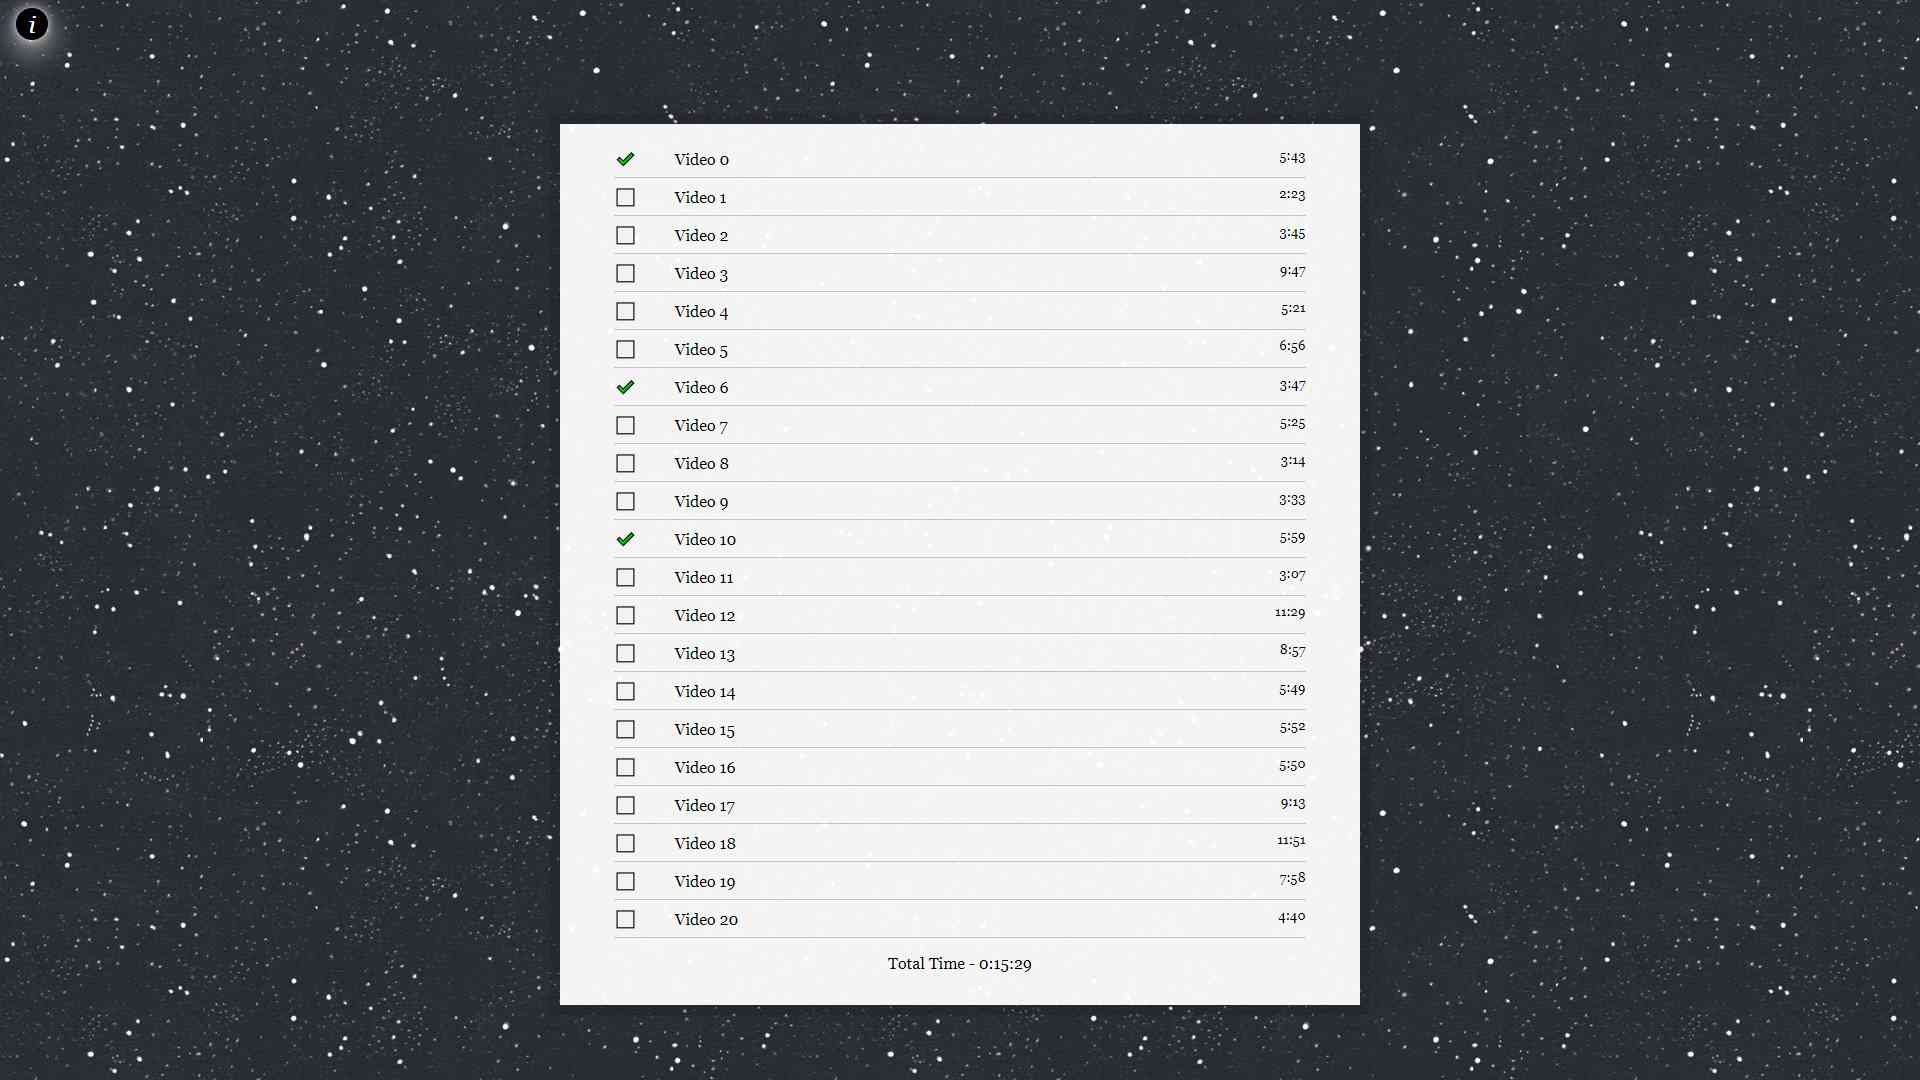 i
Video 0 5:43
Video 1 2:23
Video 2 3:45
Video 3 9:47
Video 4 5:21
Video 5 6:56
Video 6 3:47
Video 7 5:25
Video 8 3:14
Video 9 3:33
Video 10 5:59
Video 11 3:07
Video 12 11:29
Video 13 8:57
Video 14 5:49
Video 15 5:52
Video 16 5:50
Video 17 9:13
Video 18 11:51
Video 19 7:58
Video 20 4:40
Total Time - 0:15:29